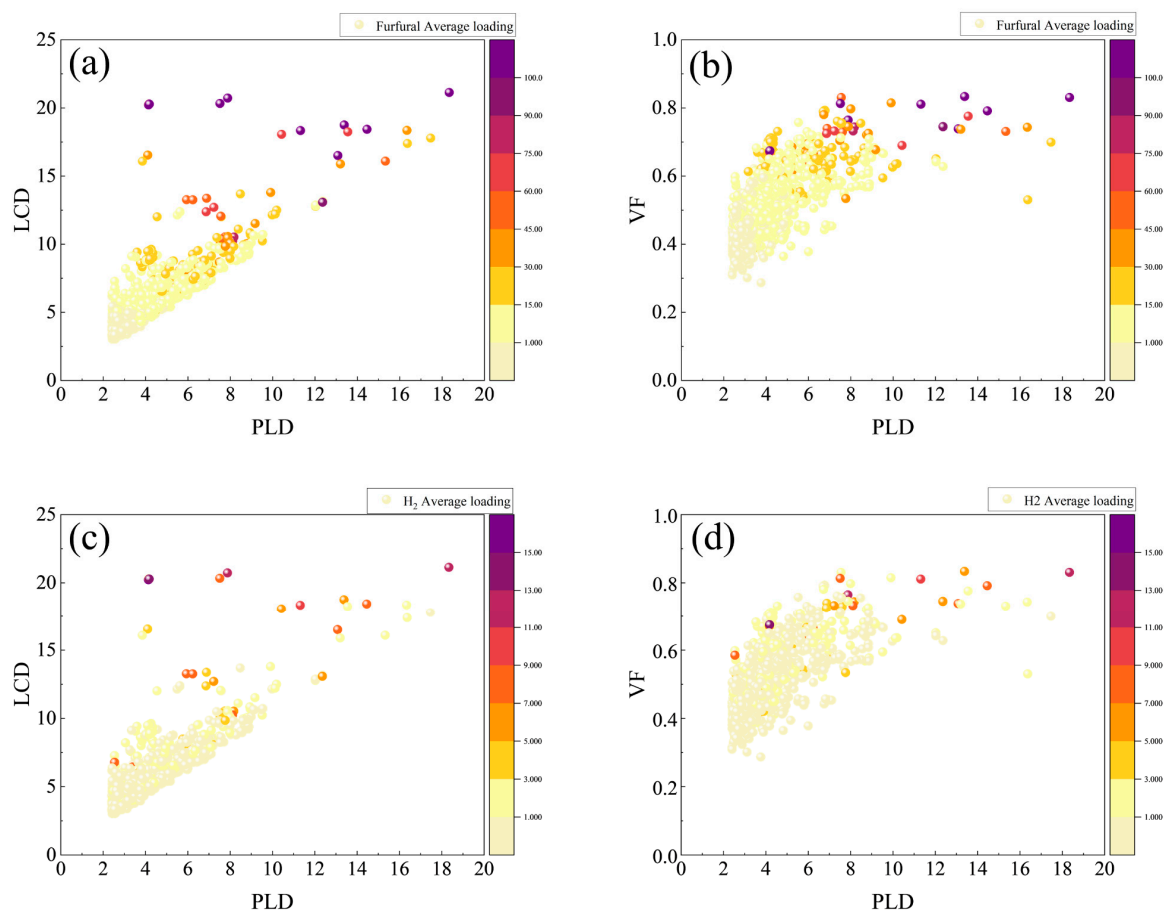 Furfural Average loading
(a)
25
20
15
10
5
0
LCD
0 2 4 6 8 10 12 14 16 18 20
PLD
100.0
90.00
75.00
60.00
45.00
30.00
15.00
1.000
Furfural Average loading
(b)
1.0
0.8
0.6
0.4
0.2
0.0
VF
0 2 4 6 8 10 12 14 16 18 20
PLD
100.0
90.00
75.00
60.00
45.00
30.00
15.00
1.000
H₂ Average loading
(c)
25
20
15
10
5
0
LCD
0 2 4 6 8 10 12 14 16 18 20
PLD
15.00
13.00
11.00
9.000
7.000
5.000
3.000
1.000
H2 Average loading
(d)
1.0
0.8
0.6
0.4
0.2
0.0
VF
0 2 4 6 8 10 12 14 16 18 20
PLD
15.00
13.00
11.00
9.000
7.000
5.000
3.000
1.000